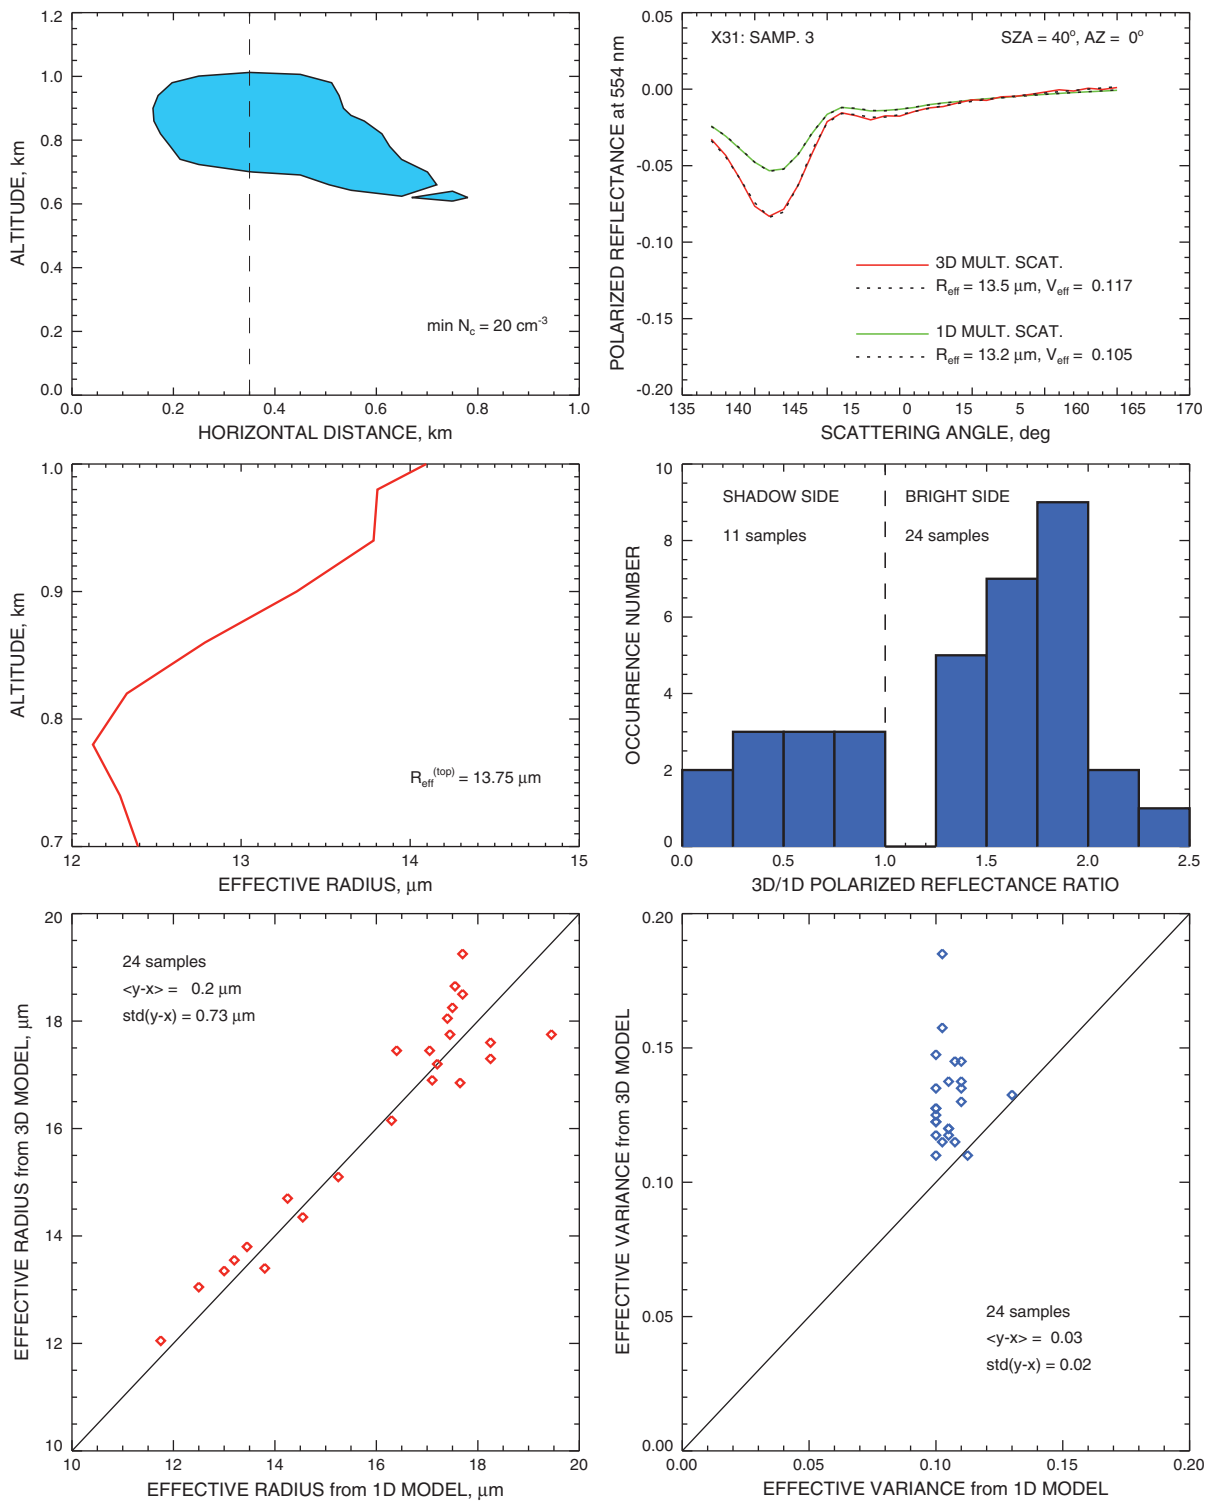 1.2
1.0
0.8
0.6
0.4
0.2
0.0
ALTITUDE, km
min N_c = 20 cm^-3
0.0 0.2 0.4 0.6 0.8 1.0
HORIZONTAL DISTANCE, km
0.05
0.00
-0.05
-0.10
-0.15
-0.20
POLARIZED REFLECTANCE at 554 nm
X31: SAMP. 3
SZA = 40°, AZ = 0°
3D MULT. SCAT.
R_eff = 13.5 µm, V_eff = 0.117
1D MULT. SCAT.
R_eff = 13.2 µm, V_eff = 0.105
135 140 145 15 0 15 5 160 165 170
SCATTERING ANGLE, deg
1.0
0.9
0.8
0.7
ALTITUDE, km
R_eff^(top) = 13.75 µm
12 13 14 15
EFFECTIVE RADIUS, µm
10
8
6
4
2
0
OCCURRENCE NUMBER
SHADOW SIDE
11 samples
BRIGHT SIDE
24 samples
0.0 0.5 1.0 1.5 2.0 2.5
3D/1D POLARIZED REFLECTANCE RATIO
20
18
16
14
12
10
EFFECTIVE RADIUS from 3D MODEL, µm
24 samples
<y-x> = 0.2 µm
std(y-x) = 0.73 µm
10 12 14 16 18 20
EFFECTIVE RADIUS from 1D MODEL, µm
0.20
0.15
0.10
0.05
0.00
EFFECTIVE VARIANCE from 3D MODEL
24 samples
<y-x> = 0.03
std(y-x) = 0.02
0.00 0.05 0.10 0.15 0.20
EFFECTIVE VARIANCE from 1D MODEL